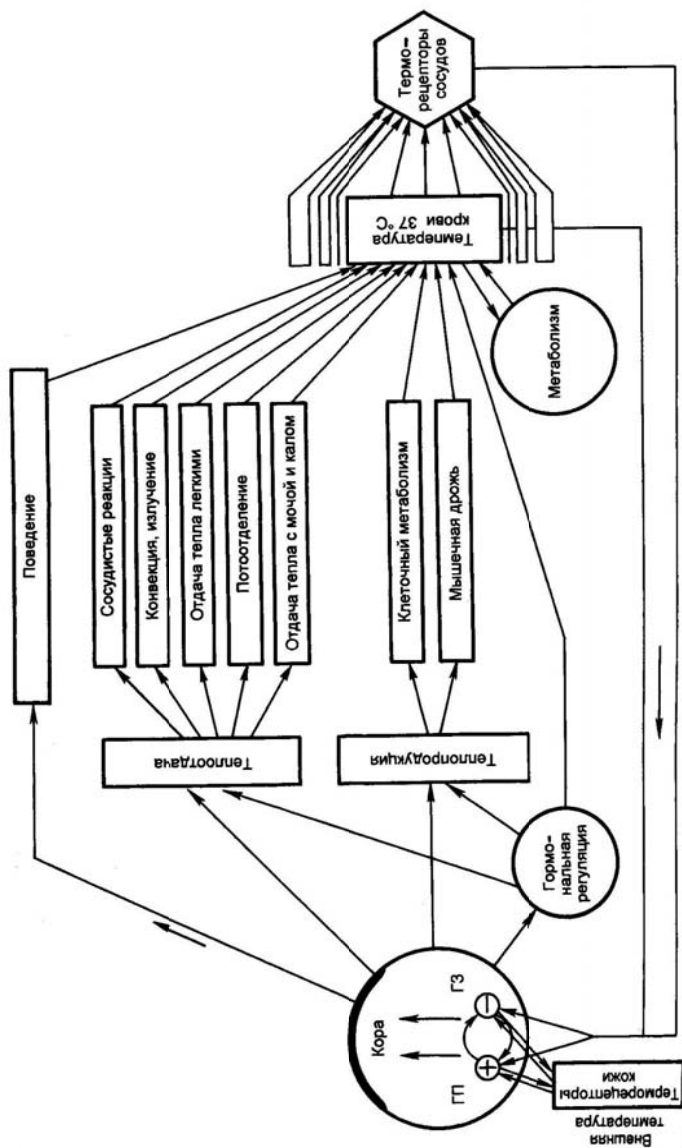 Поведение
Сосудистые реакции
Конвекция, излучение
Отдача тепла легкими
Потоотделение
Отдача тепла с мочой и калом
Клеточный метаболизм
Мышечная дрожь
Теплоотдача
Теплопродукция
Кора
ГП
ГЗ
+
−
Гормо–
нальная
регуляция
Внешняя
температура
Терморецепторы
кожи
Метаболизм
Температура
крови 37 °C
Термо–
рецепторы
сосудов